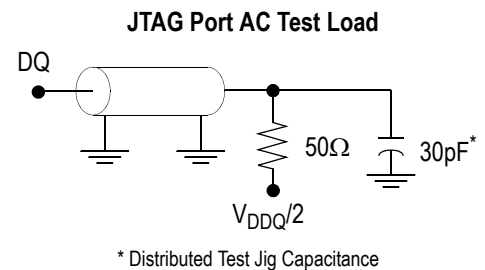 JTAG Port AC Test Load
DQ
50Ω
30pF*
VDDQ/2
* Distributed Test Jig Capacitance